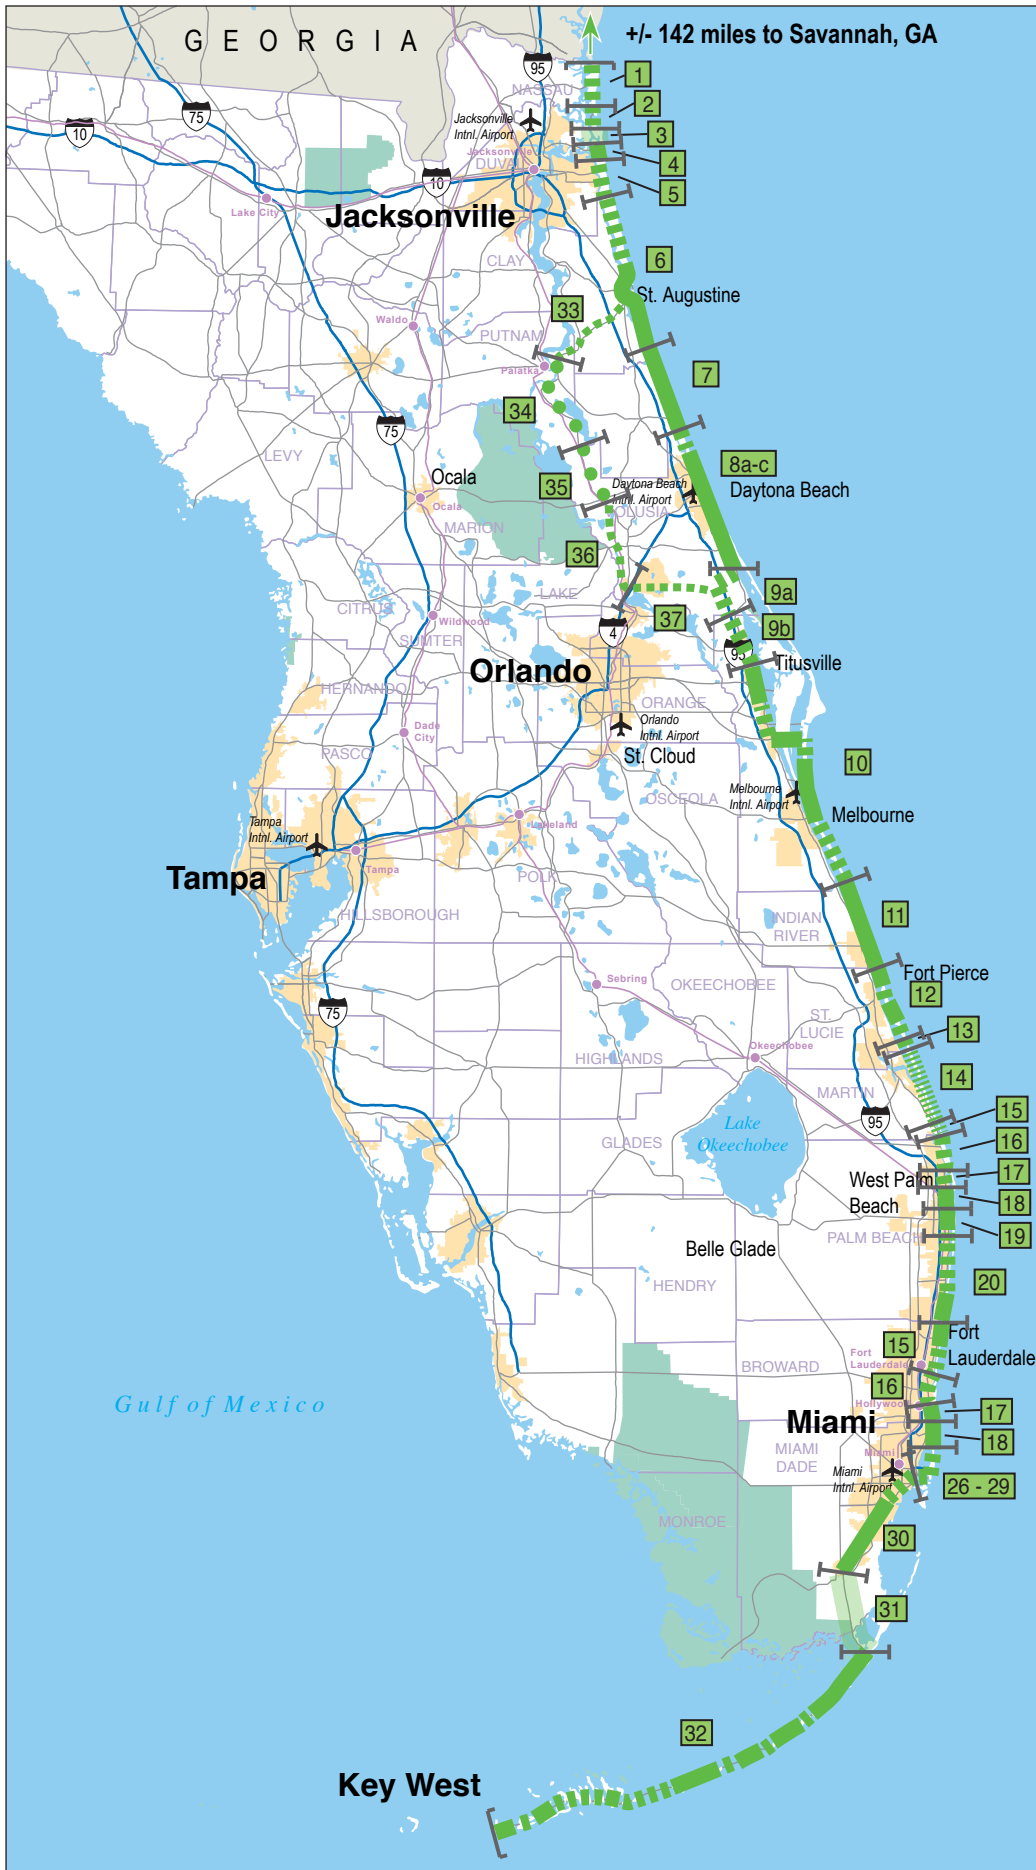 GEORGIA
+/- 142 miles to Savannah, GA
95
1
NASSAU
75
2
10
Jacksonville
Intnl. Airport
3
Jacksonville
DUVAL
4
10
5
Lake City
Jacksonville
CLAY
6
St. Augustine
33
Waldo
PUTNAM
Palatka
7
34
75
LEVY
8a-c
Ocala
35
Daytona Beach
Intnl. Airport
Daytona Beach
Ocala
OLUSIA
MARION
36
9a
LAKE
CITRUS
37
Wildwood
9b
SUMTER
4
95
Titusville
Orlando
HERNANDO
ORANGE
Orlando
Intnl. Airport
Dade
City
PASCO
St. Cloud
10
Melbourne
Intnl. Airport
OSCEOLA
Melbourne
Tampa
Intnl. Airport
Lakeland
Tampa
Tampa
POLK
HILLSBOROUGH
11
INDIAN
RIVER
Fort Pierce
Sebring
OKEECHOBEE
12
75
ST.
LUCIE
13
Okeechobee
HIGHLANDS
14
MARTIN
15
95
Lake
Okeechobee
GLADES
16
West Palm
Beach
17
18
PALM BEACH
19
Belle Glade
HENDRY
20
Fort
Lauderdale
15
Fort
Lauderdale
BROWARD
16
Gulf of Mexico
Hollywood
17
Miami
18
MIAMI
DADE
Miami
Miami
Intnl. Airport
26 - 29
MONROE
30
31
32
Key West